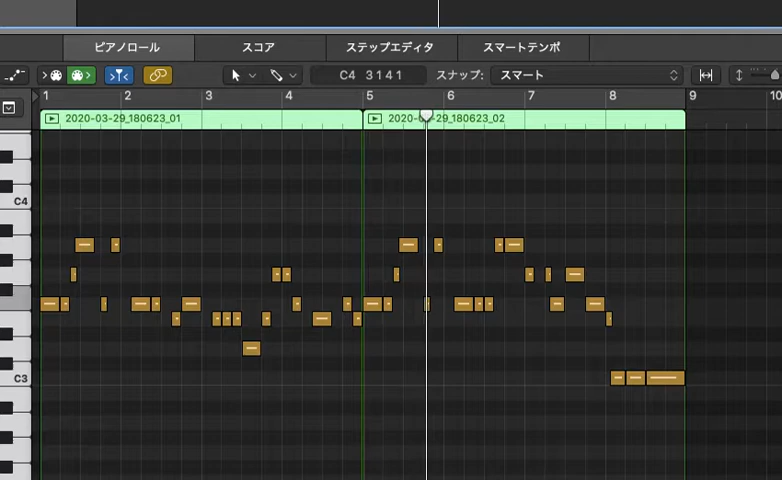 ピアノロール スコア ステップエディタ スマートテンポ
C4 3 1 4 1 スナップ: スマート
1 2 3 4 5 6 7 8 9 10
2020-03-29_180623_01 2020-03-29_180623_02
C4
C3